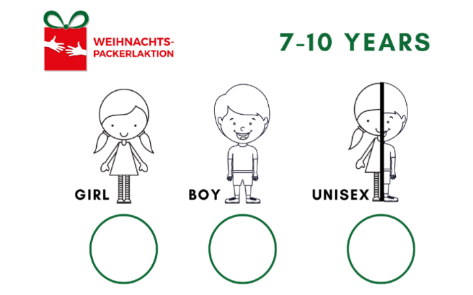 WEIHNACHTS-
PACKERLAKTION
7-10 YEARS
GIRL
BOY
UNISEX